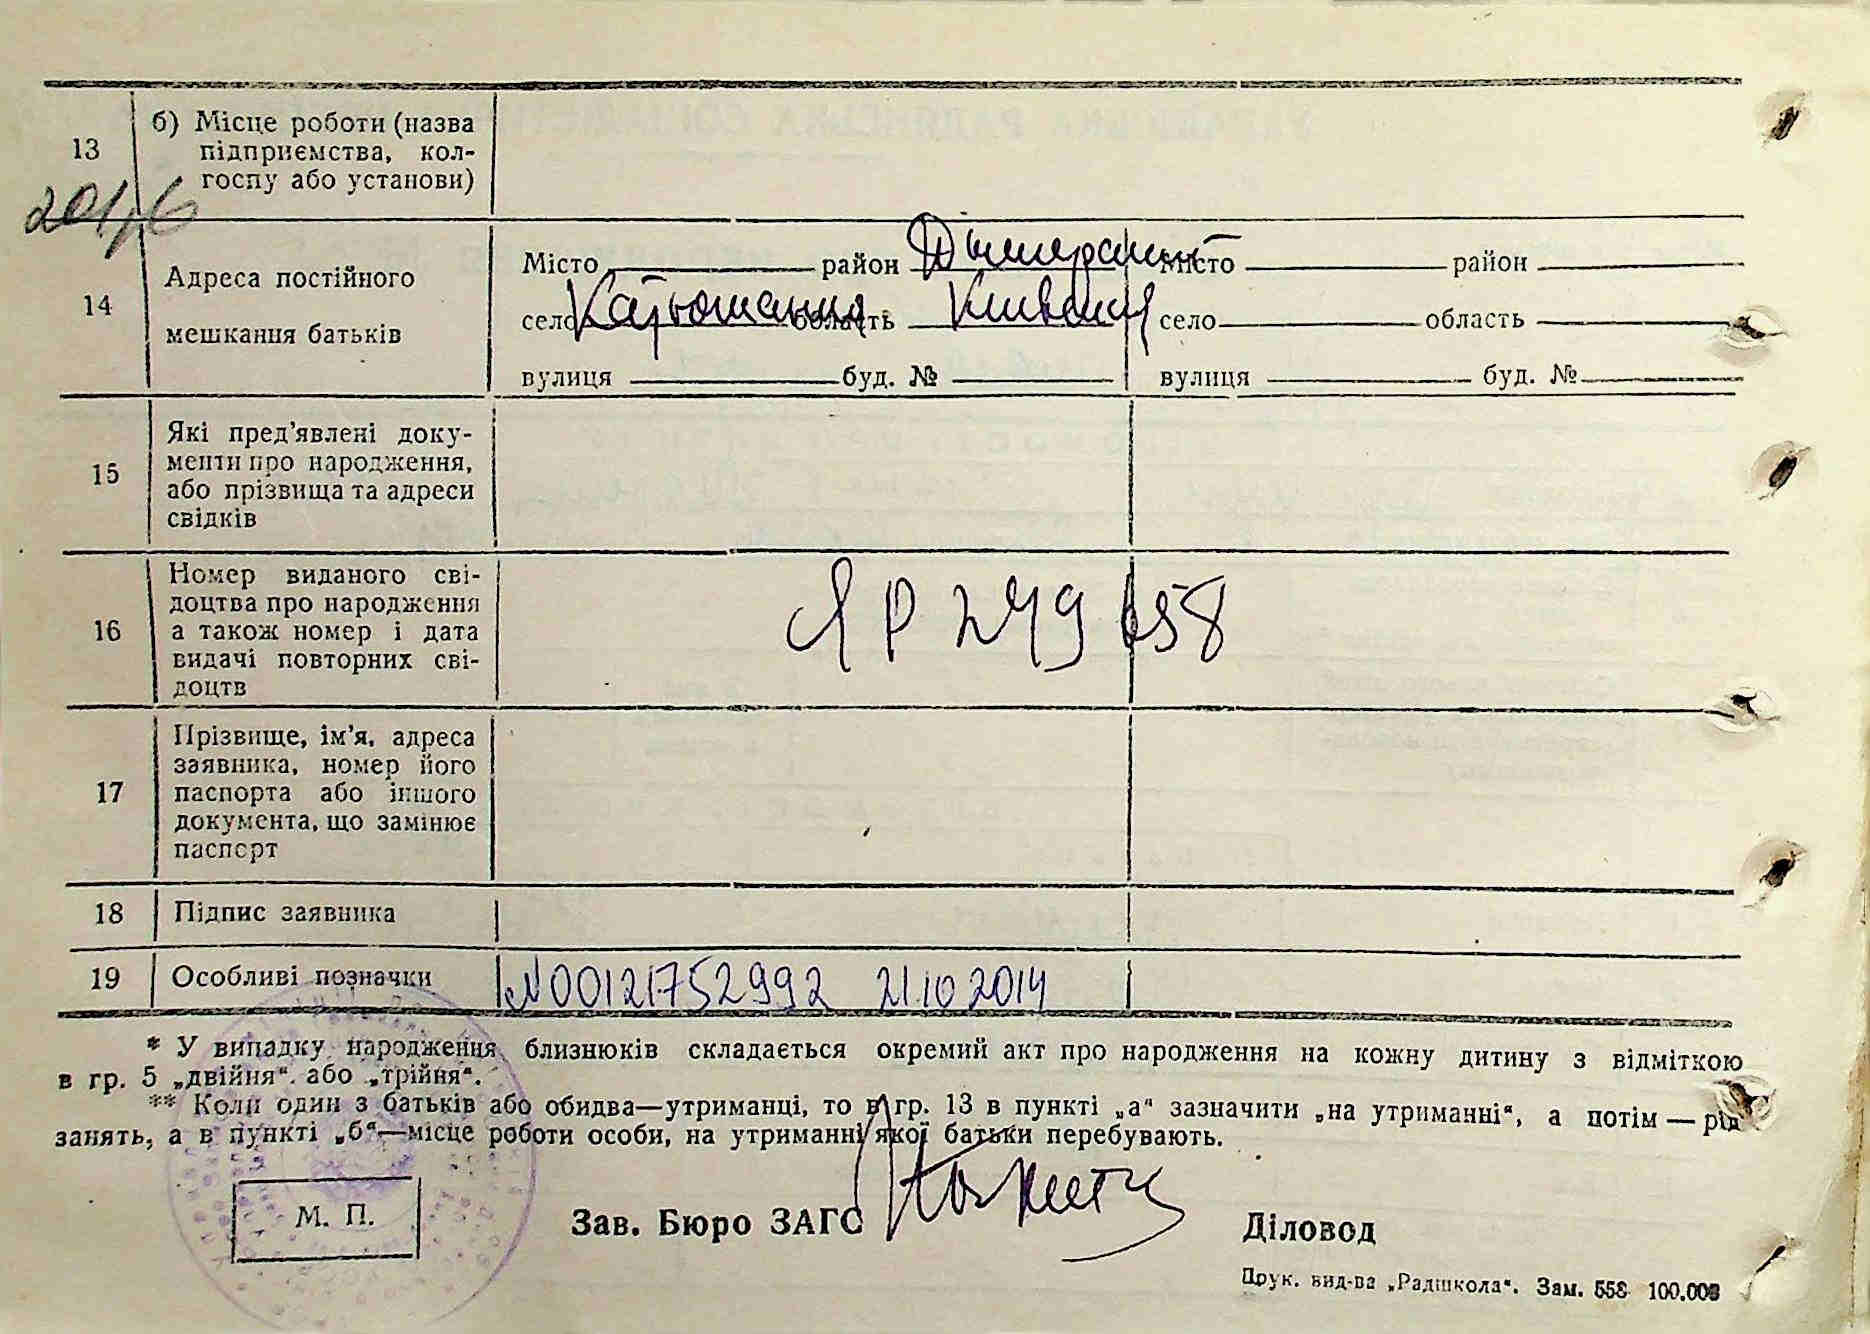 13 б) Місце роботи (назва
підприємства, кол-
госпу або установи)
201/6
14 Адреса постійного
мешкання батьків
Місто район Димерський Місто район
село Катюжанка область Київська село область
вулиця буд. № вулиця буд. №
15 Які пред'явлені доку-
менти про народження,
або прізвища та адреси
свідків
16 Номер виданого сві-
доцтва про народження
а також номер і дата
видачі повторних сві-
доцтв
ЯР 249658
17 Прізвище, ім'я, адреса
заявника, номер його
паспорта або іншого
документа, що замінює
паспорт
18 Підпис заявника
19 Особливі позначки №00121752992 21.10 2014
* У випадку народження близнюків складається окремий акт про народження на кожну дитину з відміткою
в гр. 5 „двійня“ або „трійня“.
** Коли один з батьків або обидва—утриманці, то в гр. 13 в пункті „а“ зазначити „на утриманні“, а потім — рід
занять, а в пункті „б“—місце роботи особи, на утриманні якої батьки перебувають.
М. П.
Зав. Бюро ЗАГС
Діловод
Друк. вид-ва „Радшкола“. Зам. 558 100.000